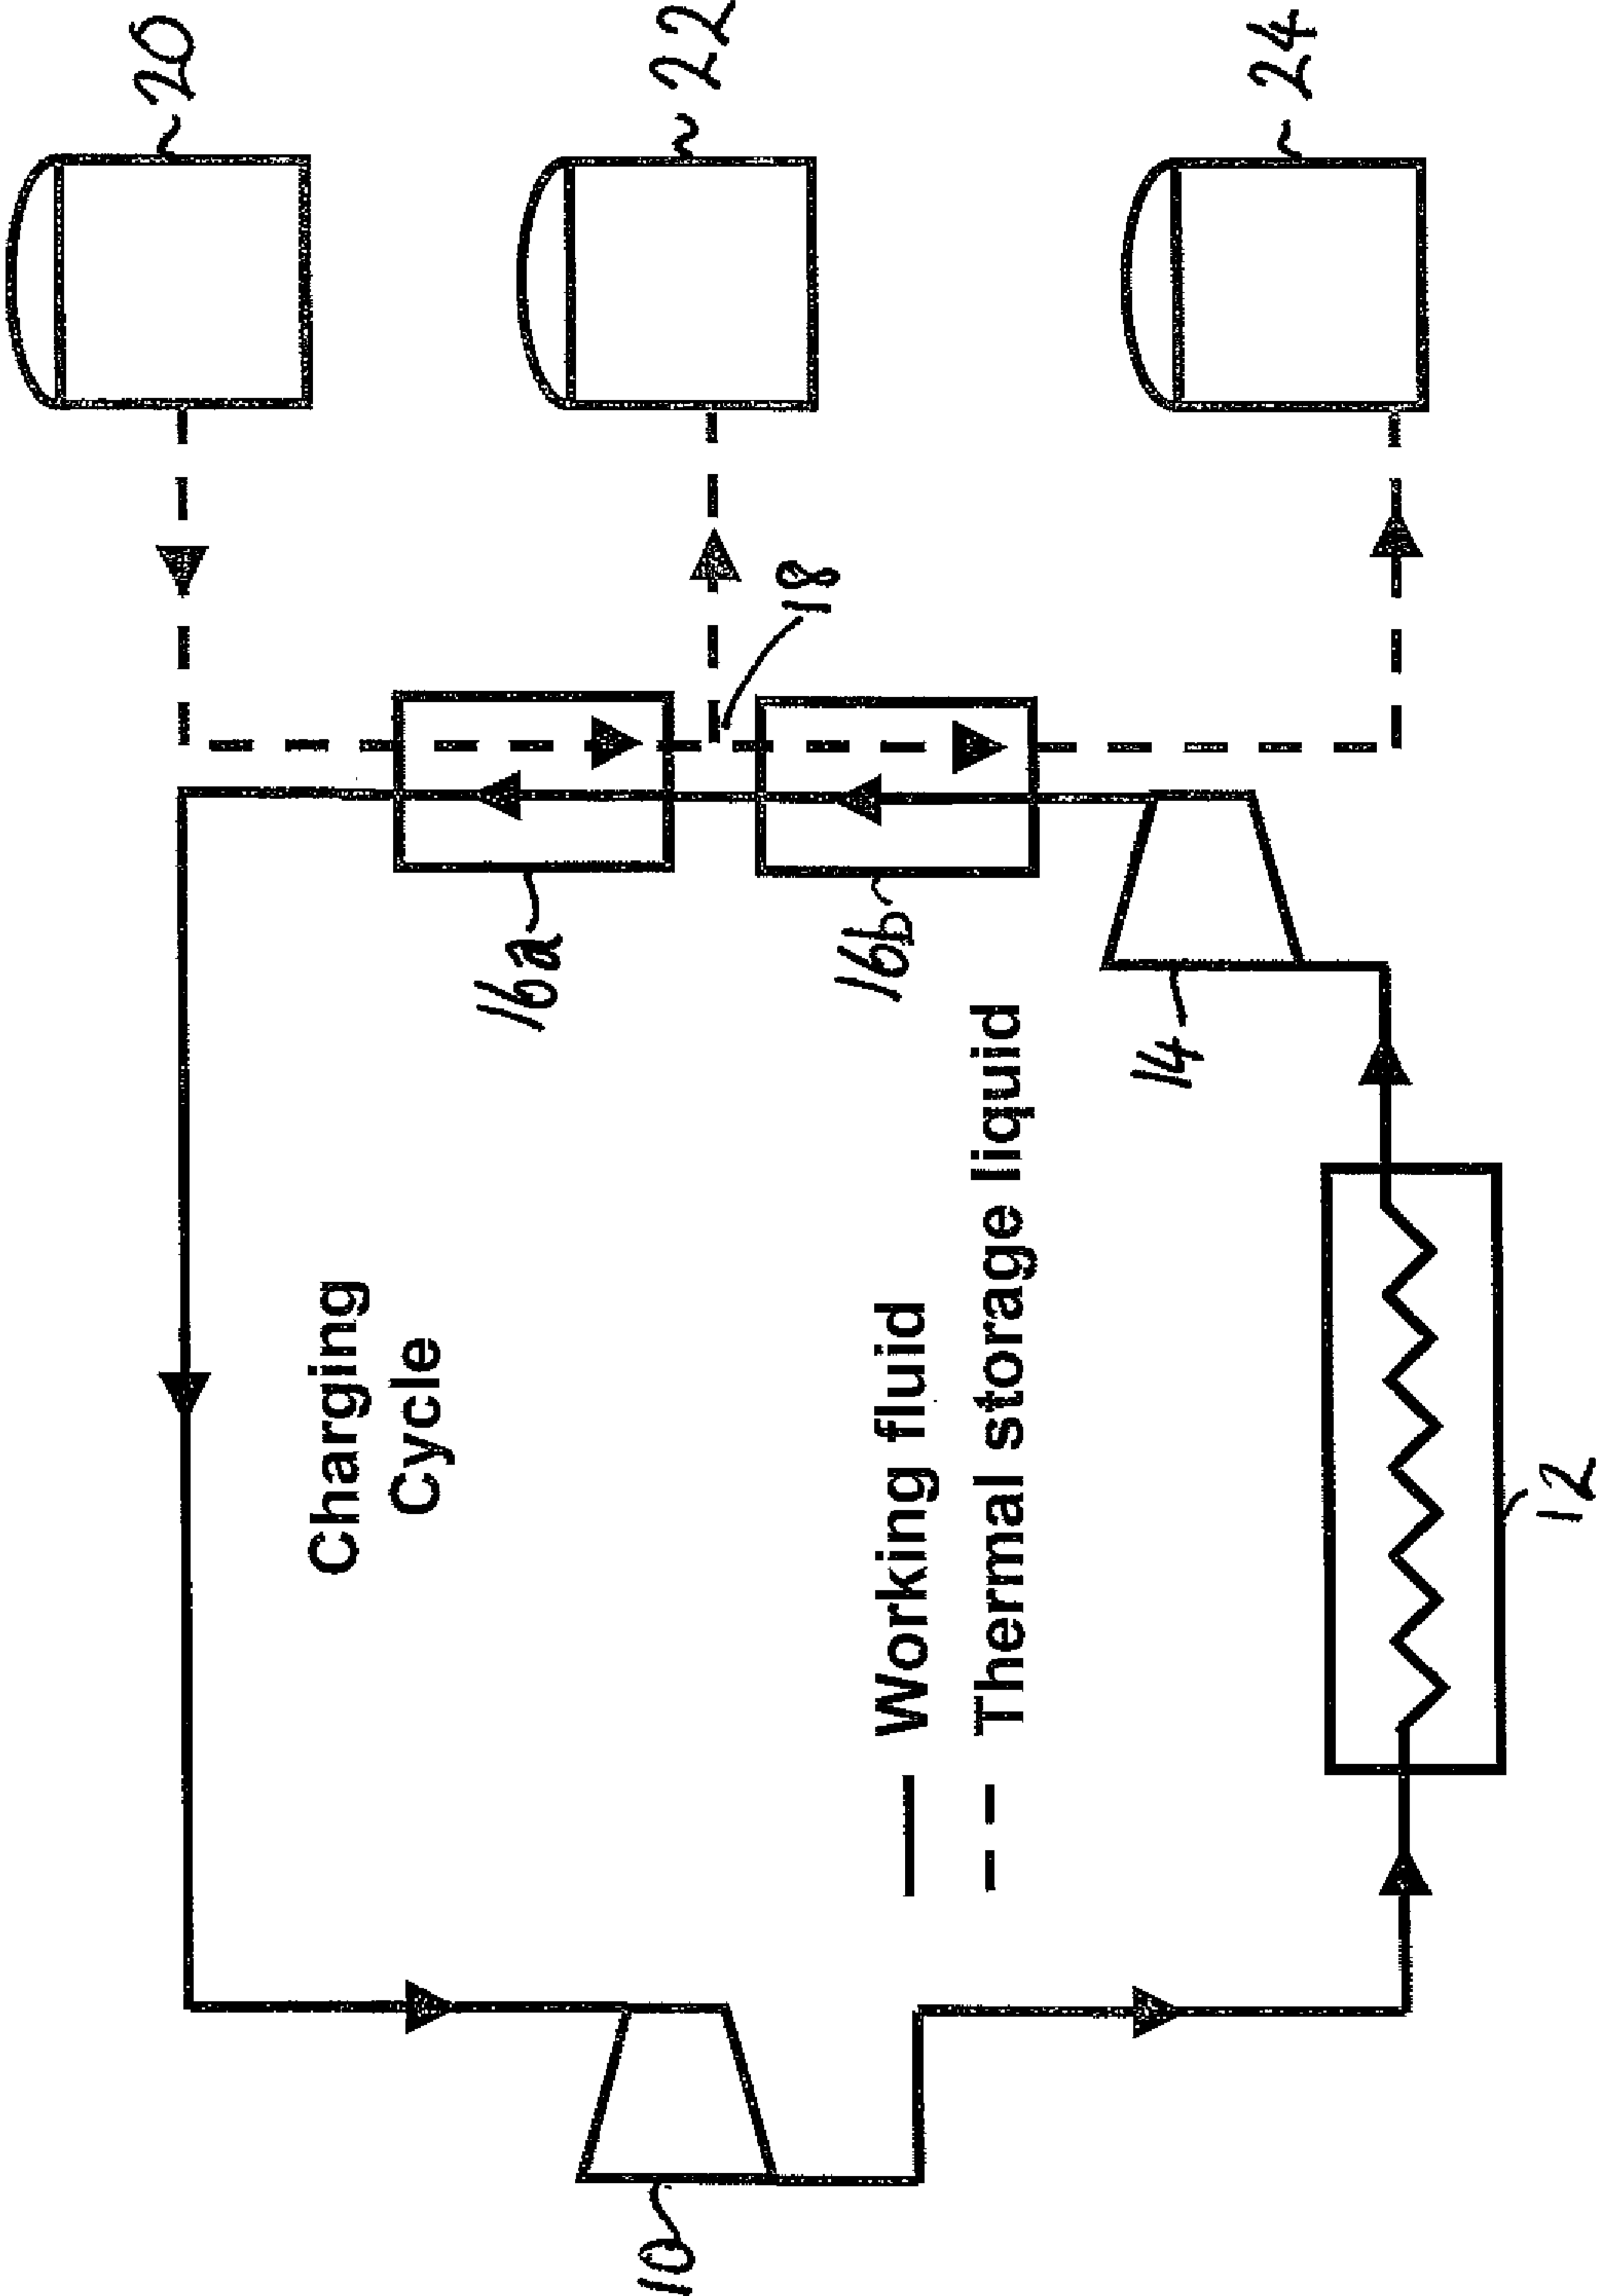 Charging
Cycle
Working fluid
Thermal storage liquid
10
12
14
16a
16b
18
20
22
24